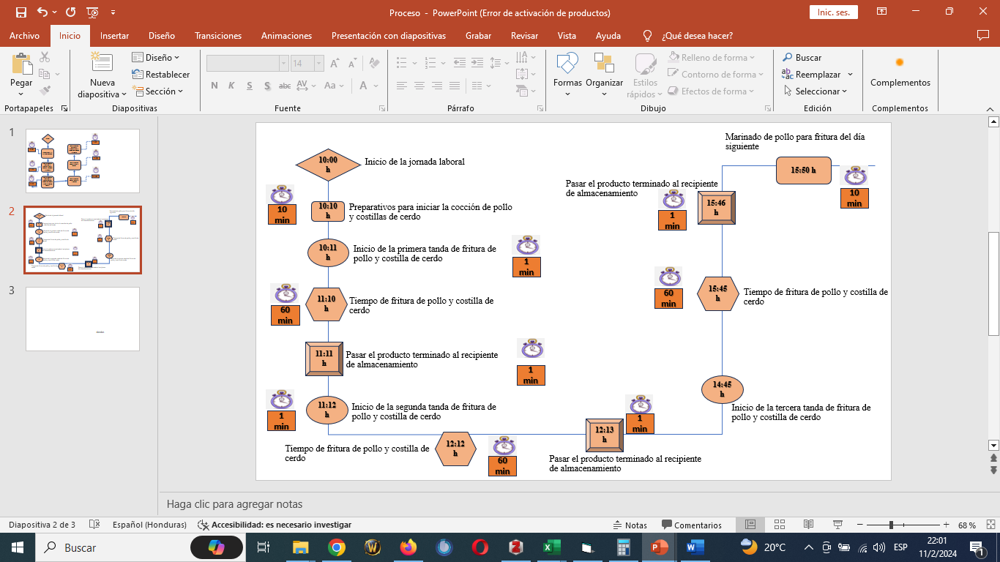 Proceso - PowerPoint (Error de activación de productos)
Inic. ses.
Archivo
Inicio
Insertar
Diseño
Transiciones
Animaciones
Presentación con diapositivas
Grabar
Revisar
Vista
Ayuda
¿Qué desea hacer?
Pegar
Portapapeles
Nueva
diapositiva
Diseño
Restablecer
Sección
Diapositivas
14
N K S S abc AV Aa A
Fuente
Párrafo
Formas
Organizar
Estilos
rápidos
Relleno de forma
Contorno de forma
Efectos de forma
Dibujo
Buscar
Reemplazar
Seleccionar
Edición
Complementos
Complementos
1
2
3
10:00
h
Inicio de la jornada laboral
10
min
10:10
h
Preparativos para iniciar la cocción de pollo
y costillas de cerdo
10:11
h
Inicio de la primera tanda de fritura de
pollo y costilla de cerdo
1
min
60
min
11:10
h
Tiempo de fritura de pollo y costilla de
cerdo
11:11
h
Pasar el producto terminado al recipiente
de almacenamiento
1
min
1
min
11:12
h
Inicio de la segunda tanda de fritura de
pollo y costilla de cerdo
Tiempo de fritura de pollo y costilla de
cerdo
12:12
h
60
min
12:13
h
1
min
Pasar el producto terminado al recipiente
de almacenamiento
14:45
h
Inicio de la tercera tanda de fritura de
pollo y costilla de cerdo
60
min
15:45
h
Tiempo de fritura de pollo y costilla de
cerdo
Pasar el producto terminado al recipiente
de almacenamiento
1
min
15:46
h
Marinado de pollo para fritura del día
siguiente
15:50 h
10
min
Haga clic para agregar notas
Diapositiva 2 de 3
Español (Honduras)
Accesibilidad: es necesario investigar
Notas
Comentarios
68 %
Buscar
20°C
ESP
22:01
11/2/2024
1